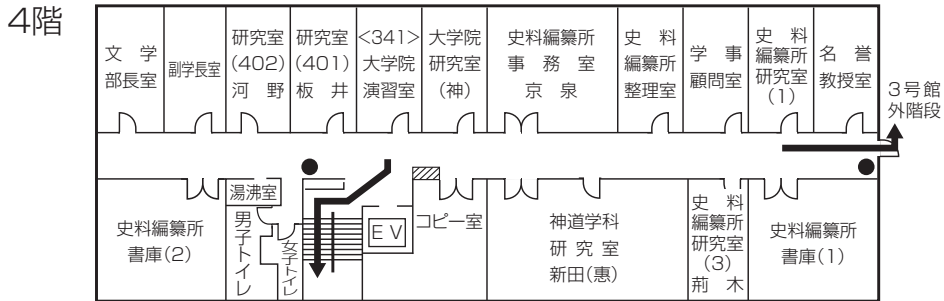 4階
文学
部長室
副学長室
研究室
(402)
河野
研究室
(401)
板井
<341>
大学院
演習室
大学院
研究室
(神)
史料編纂所
事務室
京泉
史料
編纂所
整理室
学事
顧問室
史料
編纂所
研究室
(1)
名誉
教授室
3号館
外階段
史料編纂所
書庫(2)
湯沸室
男子トイレ
女子トイレ
EV
コピー室
神道学科
研究室
新田(惠)
史料
編纂所
研究室
(3)
荊木
史料編纂所
書庫(1)